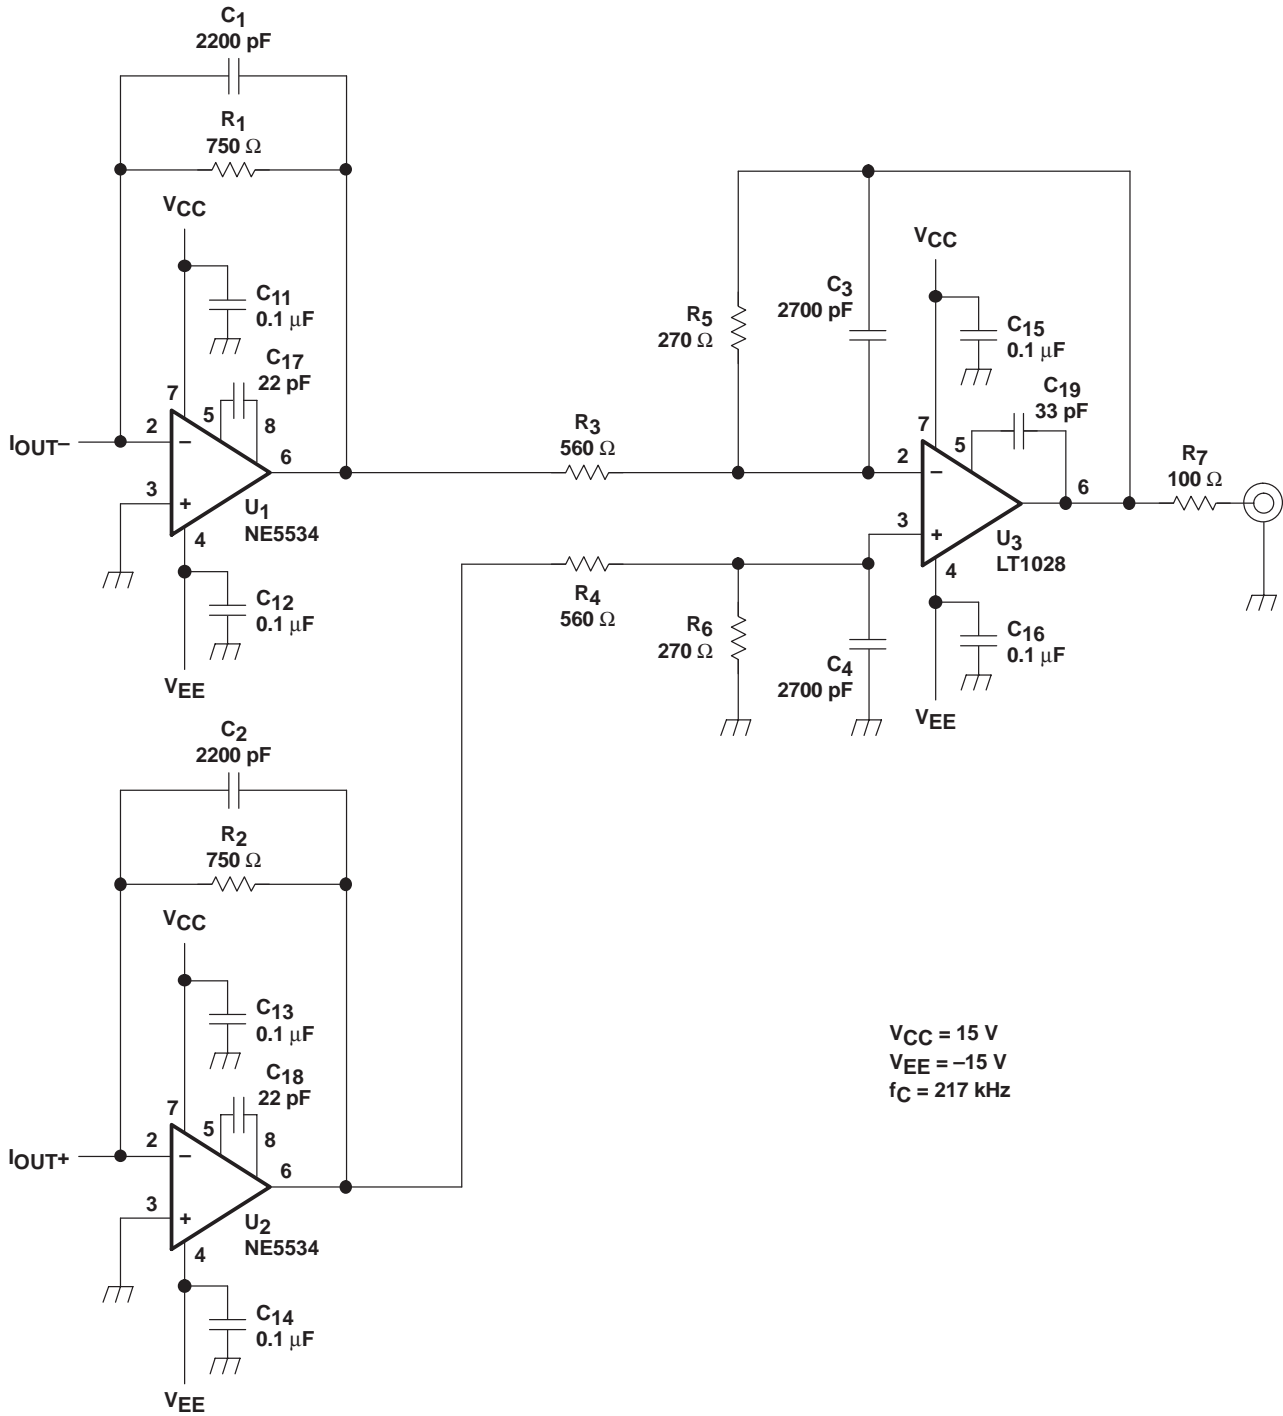 C1
2200 pF
R1
750 Ω
VCC
C11
0.1 μF
C17
22 pF
7
5
8
2
–
IOUT–
6
3
+
U1
NE5534
4
C12
0.1 μF
VEE
R3
560 Ω
R4
560 Ω
R5
270 Ω
C3
2700 pF
R6
270 Ω
C4
2700 pF
VCC
C15
0.1 μF
C19
33 pF
7
5
2
–
6
3
+
U3
LT1028
4
C16
0.1 μF
VEE
R7
100 Ω
C2
2200 pF
R2
750 Ω
VCC
C13
0.1 μF
C18
22 pF
7
5
8
2
–
IOUT+
6
3
+
U2
NE5534
4
C14
0.1 μF
VEE
VCC = 15 V
VEE = –15 V
fC = 217 kHz